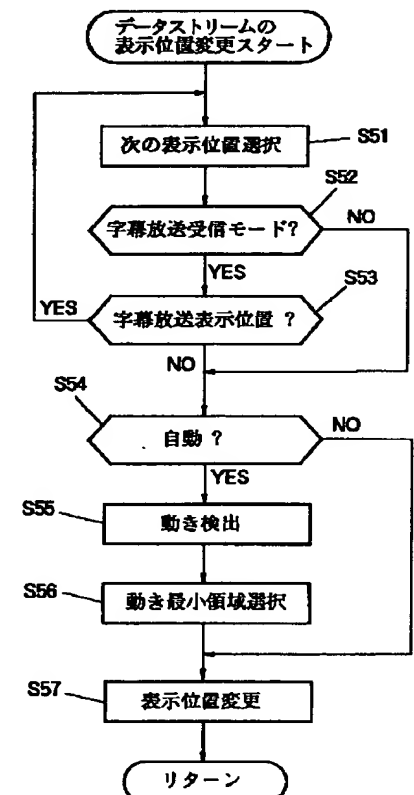 データストリームの
表示位置変更スタート
次の表示位置選択
S51
S52
字幕放送受信モード?
NO
YES
S53
字幕放送表示位置 ?
YES
NO
S54
自動 ?
NO
YES
S55
動き検出
S56
動き最小領域選択
S57
表示位置変更
リターン